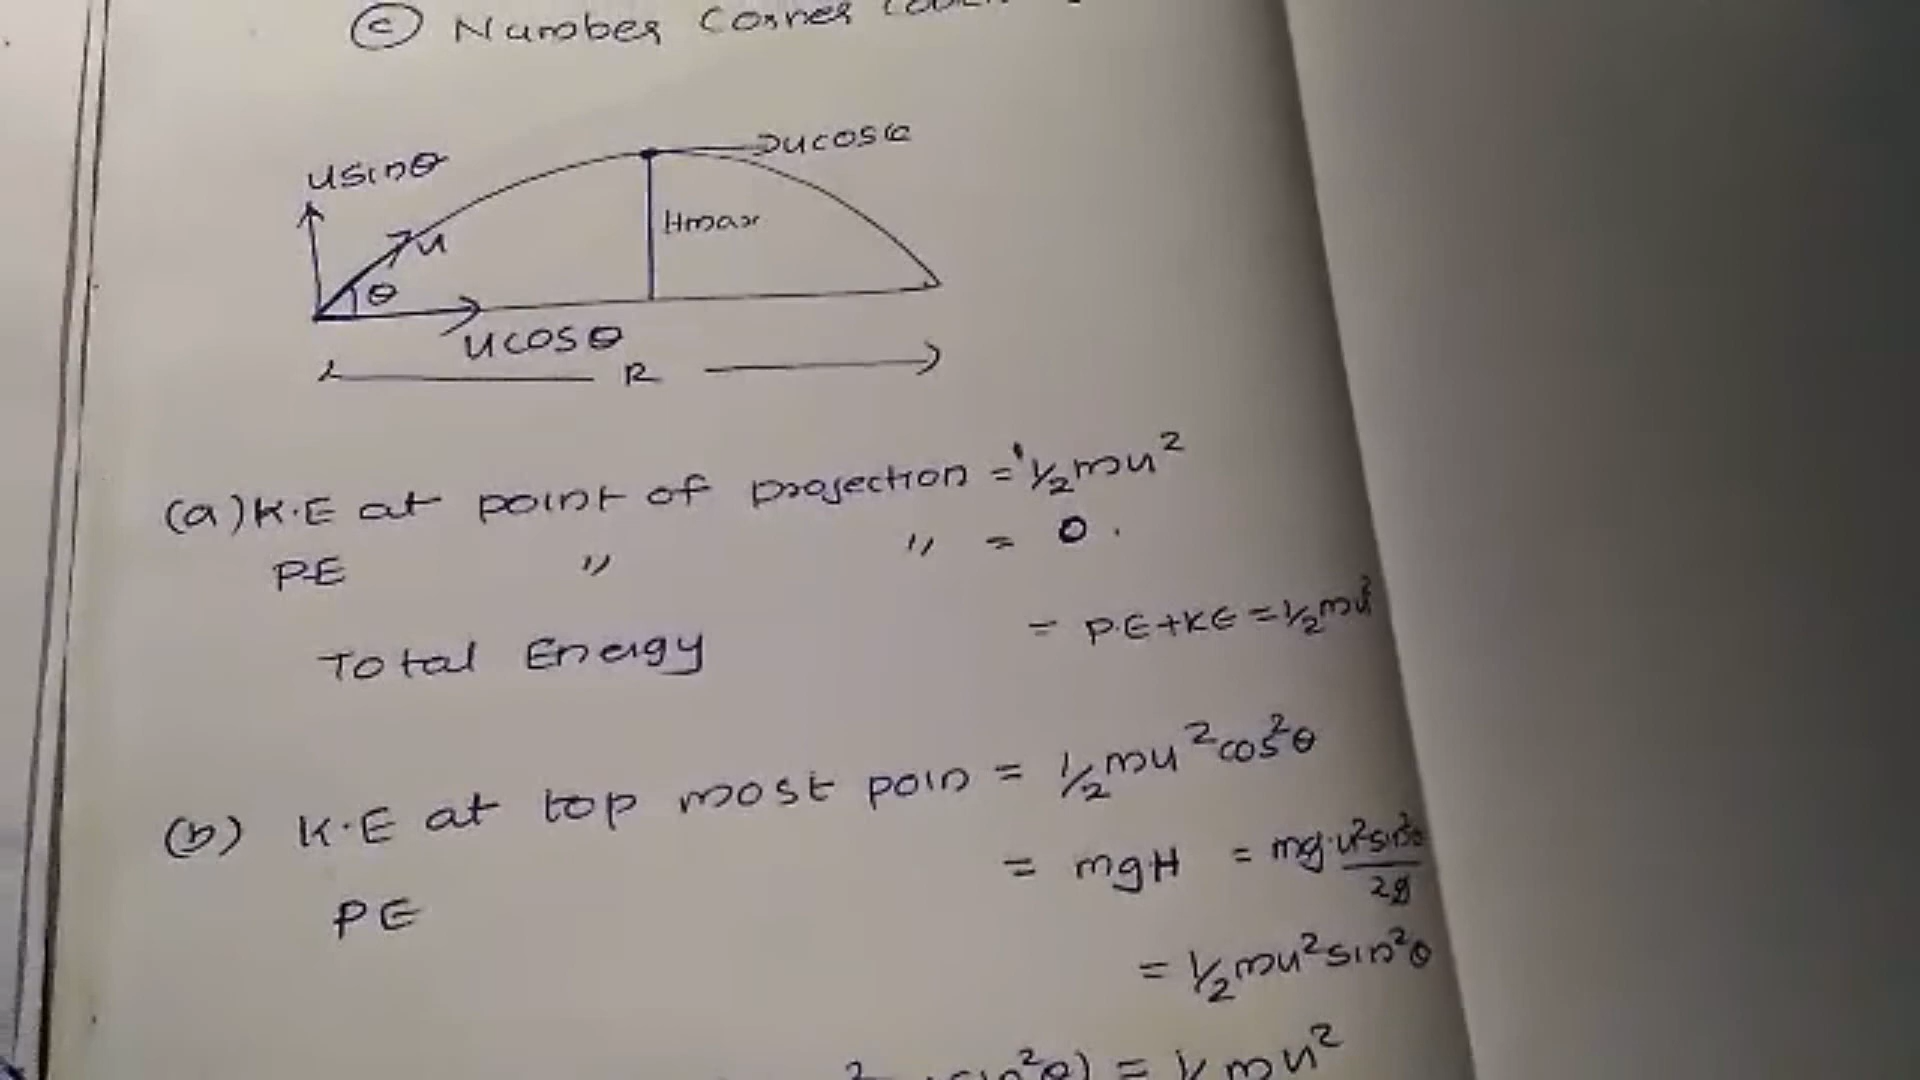 (c) Number Corner
usinθ
ucosθ
Hmax
u
θ
ucosθ
R
(a) K.E at point of projection = ½mu²
PE " " = 0.
Total Energy = P.E+KE = ½mu²
(b) K.E at top most poin = ½mu²cos²θ
PE = mgH = mg.u²sin²θ/2g
= ½mu²sin²θ
sin²θ) = ½mu²